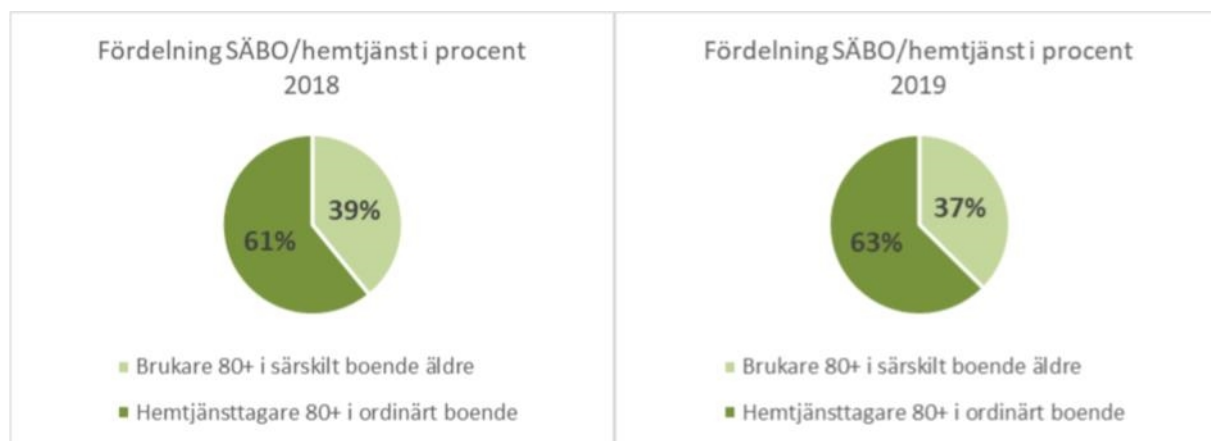 Fördelning SÄBO/hemtjänst i procent
2018
39%
61%
Brukare 80+ i särskilt boende äldre
Hemtjänsttagare 80+ i ordinärt boende
Fördelning SÄBO/hemtjänst i procent
2019
37%
63%
Brukare 80+ i särskilt boende äldre
Hemtjänsttagare 80+ i ordinärt boende